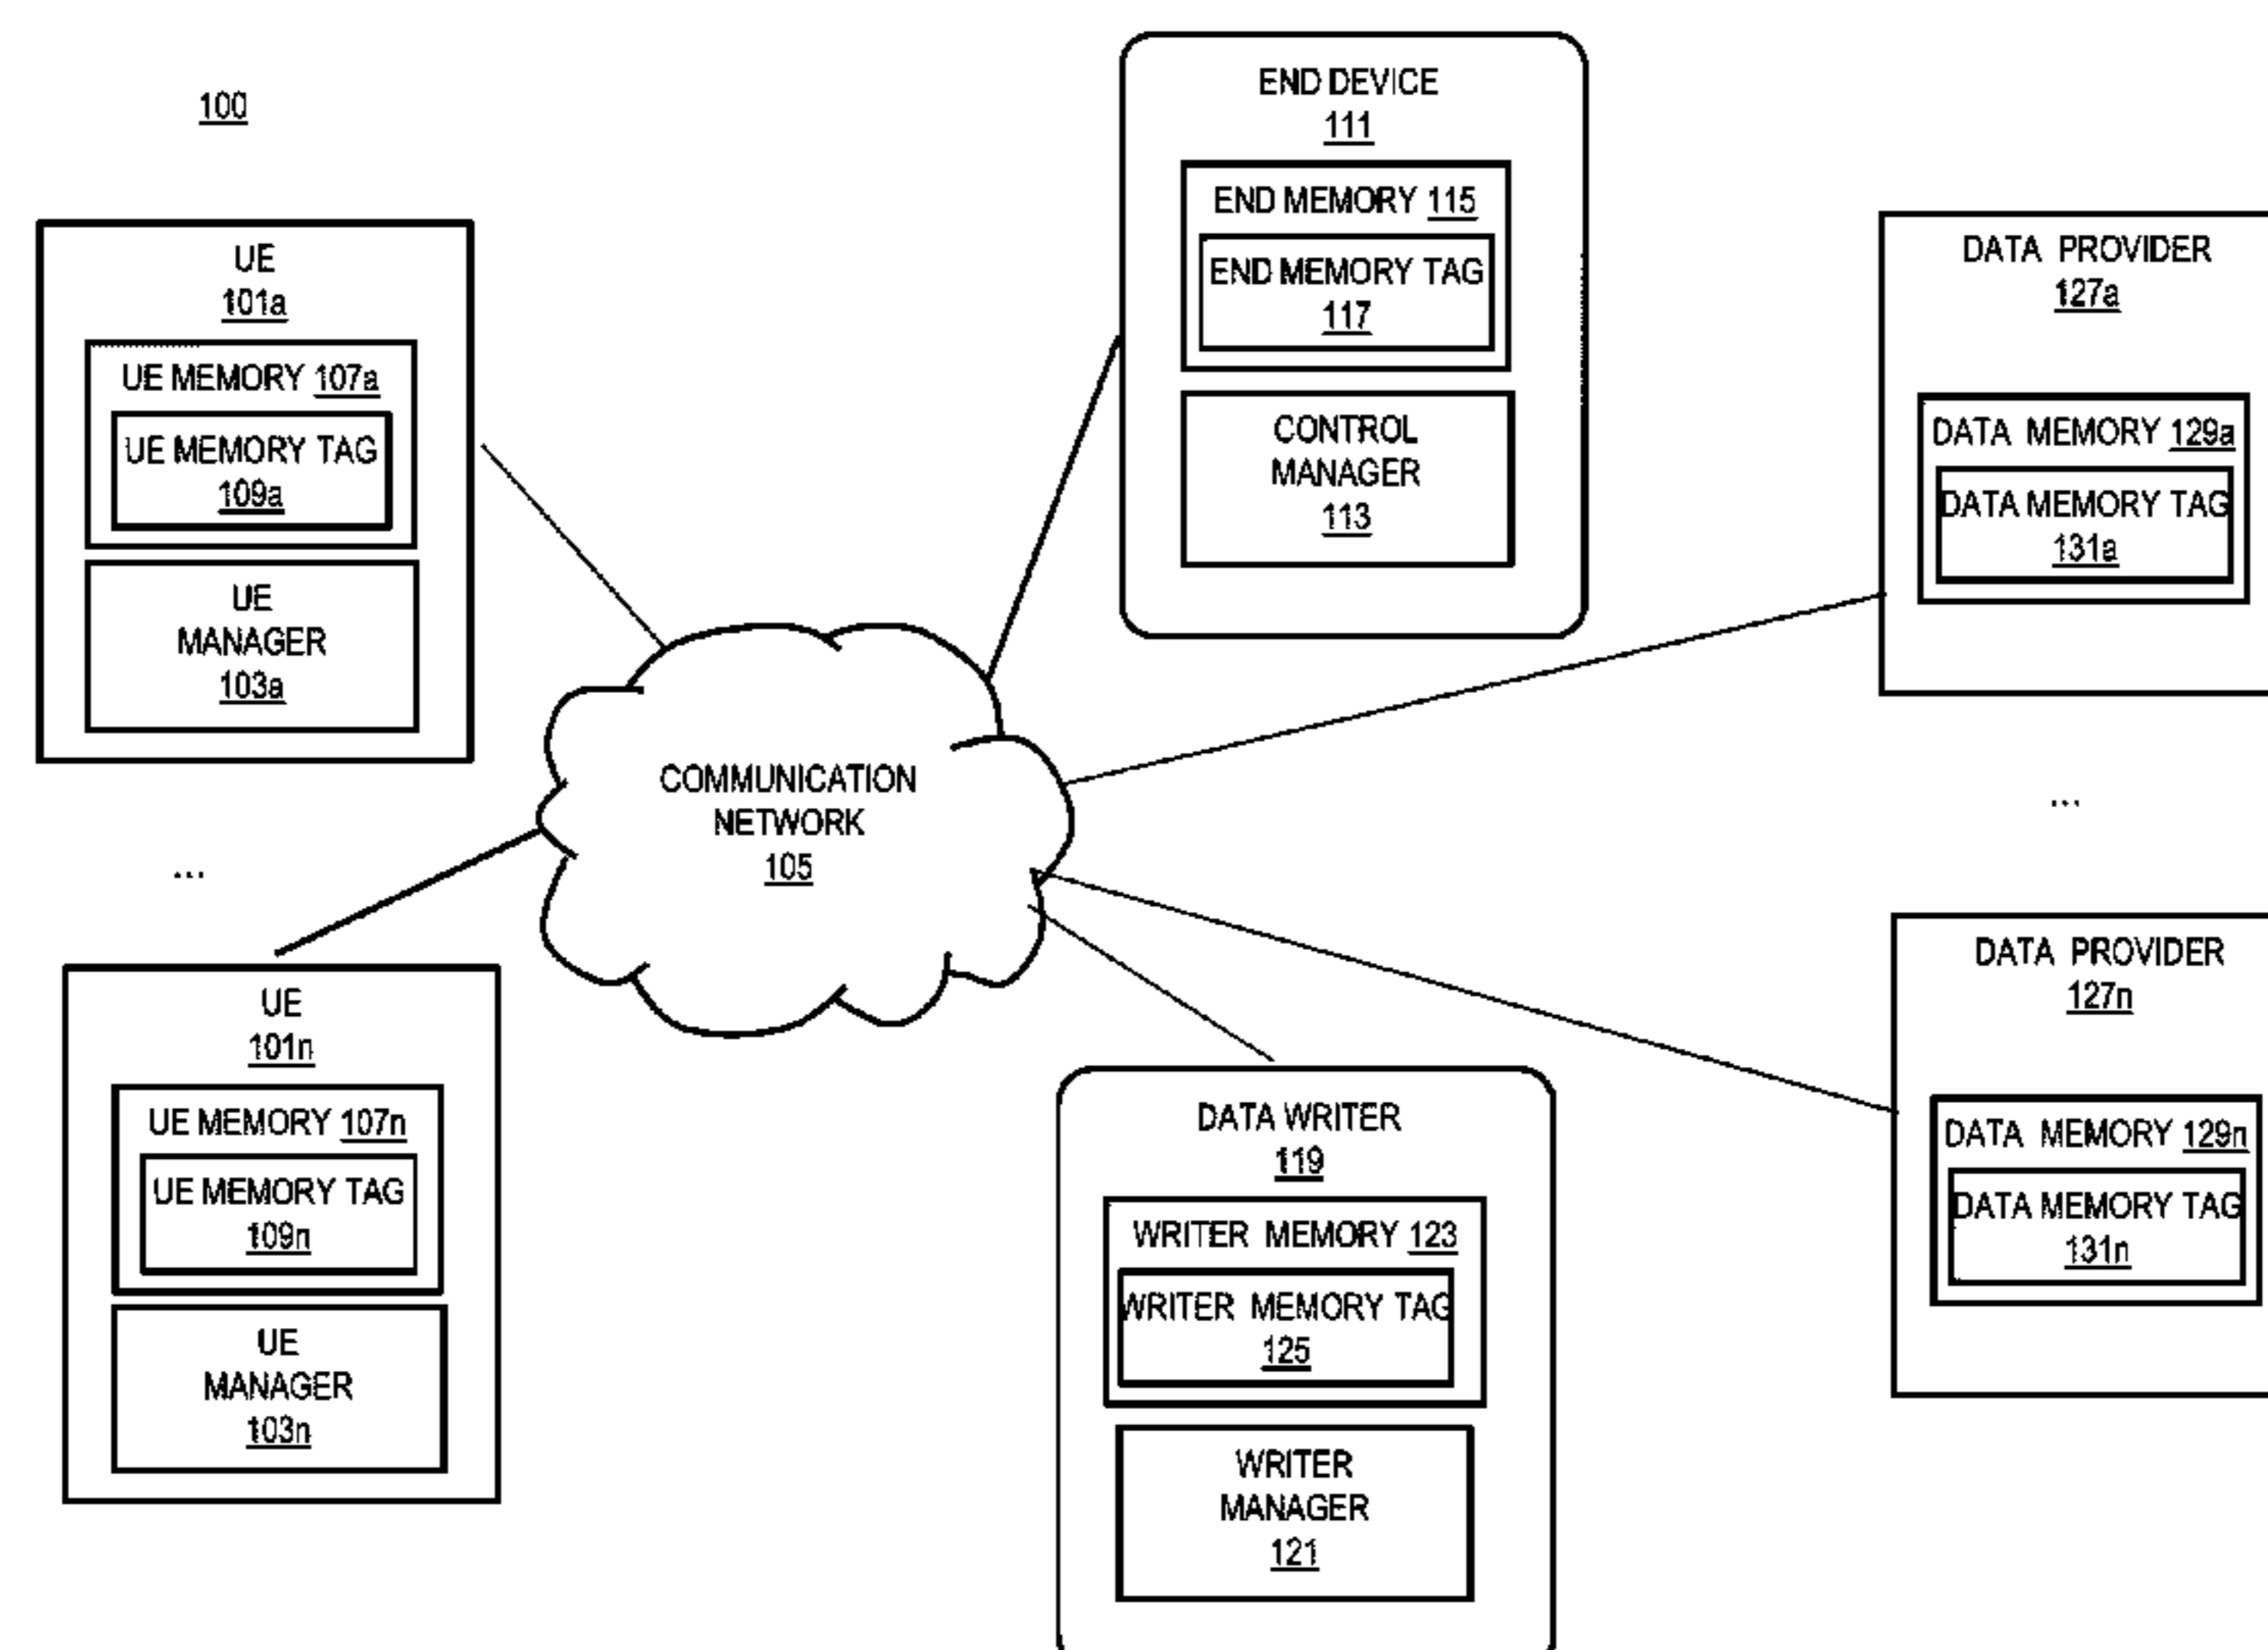 100
UE
101a
UE MEMORY 107a
UE MEMORY TAG
109a
UE
MANAGER
103a
...
UE
101n
UE MEMORY 107n
UE MEMORY TAG
109n
UE
MANAGER
103n
COMMUNICATION
NETWORK
105
END DEVICE
111
END MEMORY 115
END MEMORY TAG
117
CONTROL
MANAGER
113
DATA WRITER
119
WRITER MEMORY 123
WRITER MEMORY TAG
125
WRITER
MANAGER
121
DATA PROVIDER
127a
DATA MEMORY 129a
DATA MEMORY TAG
131a
...
DATA PROVIDER
127n
DATA MEMORY 129n
DATA MEMORY TAG
131n